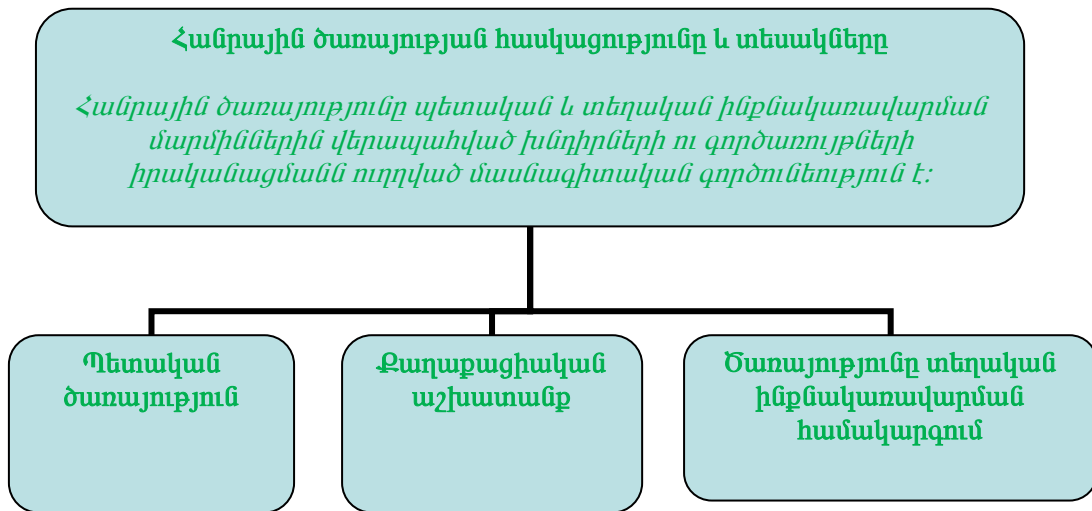 Հանրային ծառայության հասկացությունը և տեսակները
Հանրային ծառայությունը պետական և տեղական ինքնակառավարման
մարմիններին վերապահված խնդիրների ու գործառույթների
իրականացմանն ուղղված մասնագիտական գործունեություն է:
Պետական
ծառայություն
Քաղաքացիական
աշխատանք
Ծառայությունը տեղական
ինքնակառավարման
համակարգում